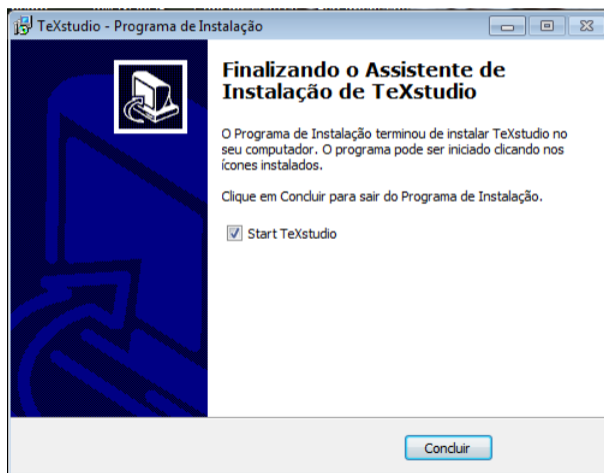 TeXstudio - Programa de Instalação
Finalizando o Assistente de
Instalação de TeXstudio
O Programa de Instalação terminou de instalar TeXstudio no
seu computador. O programa pode ser iniciado clicando nos
ícones instalados.
Clique em Concluir para sair do Programa de Instalação.
Start TeXstudio
Concluir